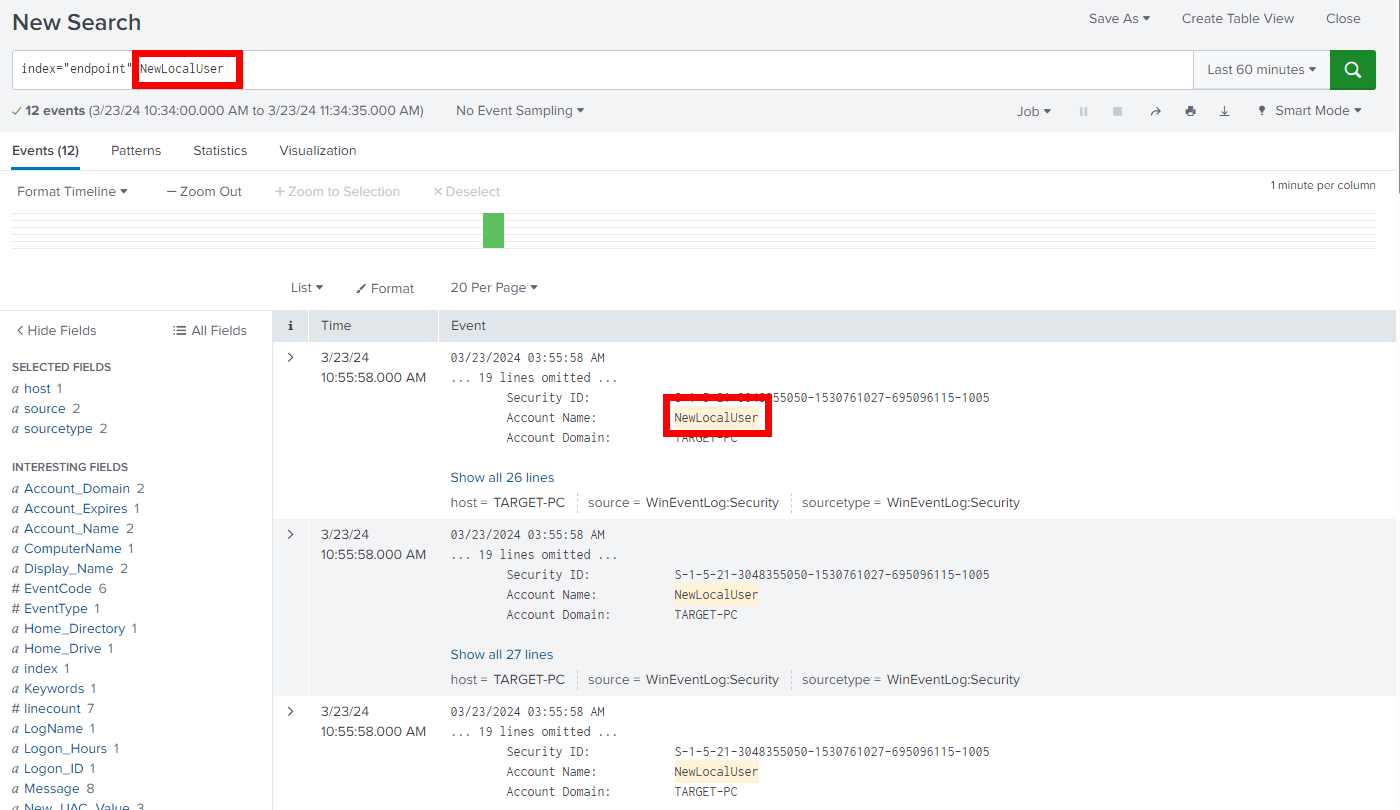 New Search
Save As Create Table View Close
index="endpoint" NewLocalUser
Last 60 minutes
12 events (3/23/24 10:34:00.000 AM to 3/23/24 11:34:35.000 AM) No Event Sampling
Job Smart Mode
Events (12) Patterns Statistics Visualization
Format Timeline — Zoom Out + Zoom to Selection × Deselect
1 minute per column
List Format 20 Per Page
< Hide Fields All Fields
i Time Event
SELECTED FIELDS
a host 1
a source 2
a sourcetype 2
INTERESTING FIELDS
a Account_Domain 2
a Account_Expires 1
a Account_Name 2
a ComputerName 1
a Display_Name 2
# EventCode 6
# EventType 1
a Home_Directory 1
a Home_Drive 1
a index 1
a Keywords 1
# linecount 7
a LogName 1
a Logon_Hours 1
a Logon_ID 1
a Message 8
a New_UAC_Value 3
> 3/23/24 03/23/2024 03:55:58 AM
10:55:58.000 AM ... 19 lines omitted ...
Security ID: S-1-5-21-3048355050-1530761027-695096115-1005
Account Name: NewLocalUser
Account Domain: TARGET-PC
Show all 26 lines
host = TARGET-PC source = WinEventLog:Security sourcetype = WinEventLog:Security
> 3/23/24 03/23/2024 03:55:58 AM
10:55:58.000 AM ... 19 lines omitted ...
Security ID: S-1-5-21-3048355050-1530761027-695096115-1005
Account Name: NewLocalUser
Account Domain: TARGET-PC
Show all 27 lines
host = TARGET-PC source = WinEventLog:Security sourcetype = WinEventLog:Security
> 3/23/24 03/23/2024 03:55:58 AM
10:55:58.000 AM ... 19 lines omitted ...
Security ID: S-1-5-21-3048355050-1530761027-695096115-1005
Account Name: NewLocalUser
Account Domain: TARGET-PC